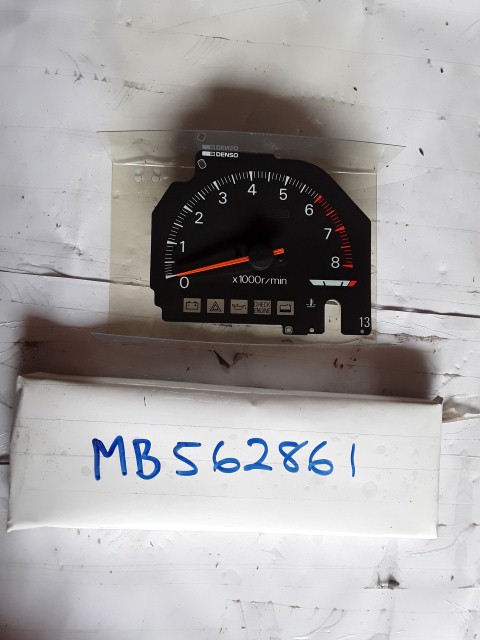 DENSO
DENSO
0 1 2 3 4 5 6 7 8
x1000r/min
CHECK
ENGINE
13
MB562861